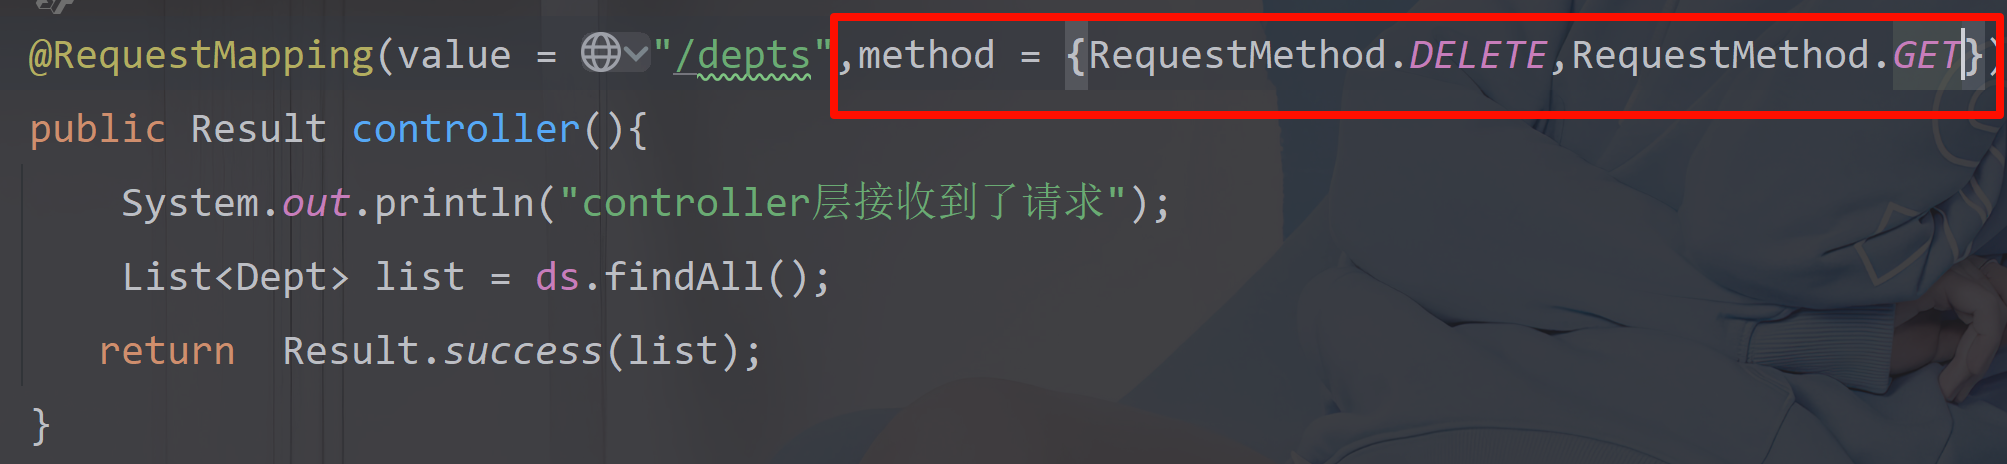 @RequestMapping(value = "/depts",method = {RequestMethod.DELETE,RequestMethod.GET})
public Result controller(){
System.out.println("controller层接收到了请求");
List<Dept> list = ds.findAll();
return Result.success(list);
}